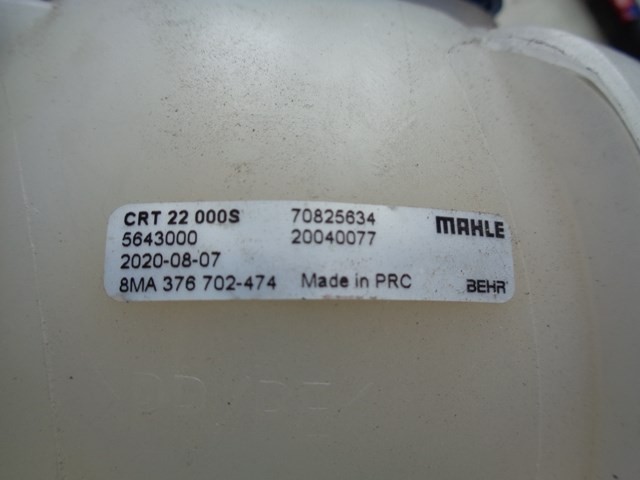 CRT 22 000S 70825634 MAHLE
5643000 20040077
2020-08-07
8MA 376 702-474 Made in PRC BEHR